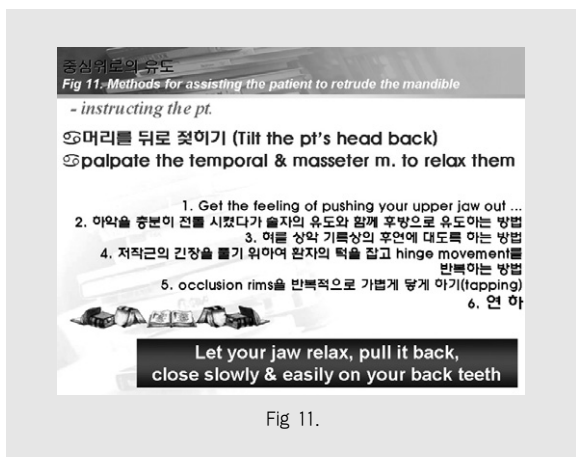 중심위로의 유도
Fig 11. Methods for assisting the patient to retrude the mandible
- instructing the pt.
♋머리를 뒤로 젖히기 (Tilt the pt's head back)
♋palpate the temporal & masseter m. to relax them
1. Get the feeling of pushing your upper jaw out ...
2. 하악을 충분히 전돌 시켰다가 술자의 유도와 함께 후방으로 유도하는 방법
3. 혀를 상악 기록상의 후연에 대도록 하는 방법
4. 저작근의 긴장을 풀기 위하여 환자의 턱을 잡고 hinge movement를
반복하는 방법
5. occlusion rims을 반복적으로 가볍게 닿게 하기(tapping)
6. 연 하
Let your jaw relax, pull it back,
close slowly & easily on your back teeth
Fig 11.